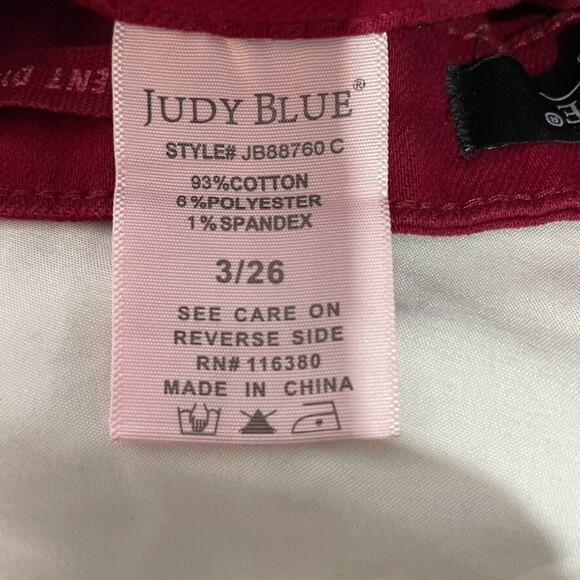 JUDY BLUE®
STYLE# JB88760 C
93%COTTON
6%POLYESTER
1%SPANDEX
3/26
SEE CARE ON
REVERSE SIDE
RN# 116380
MADE IN CHINA